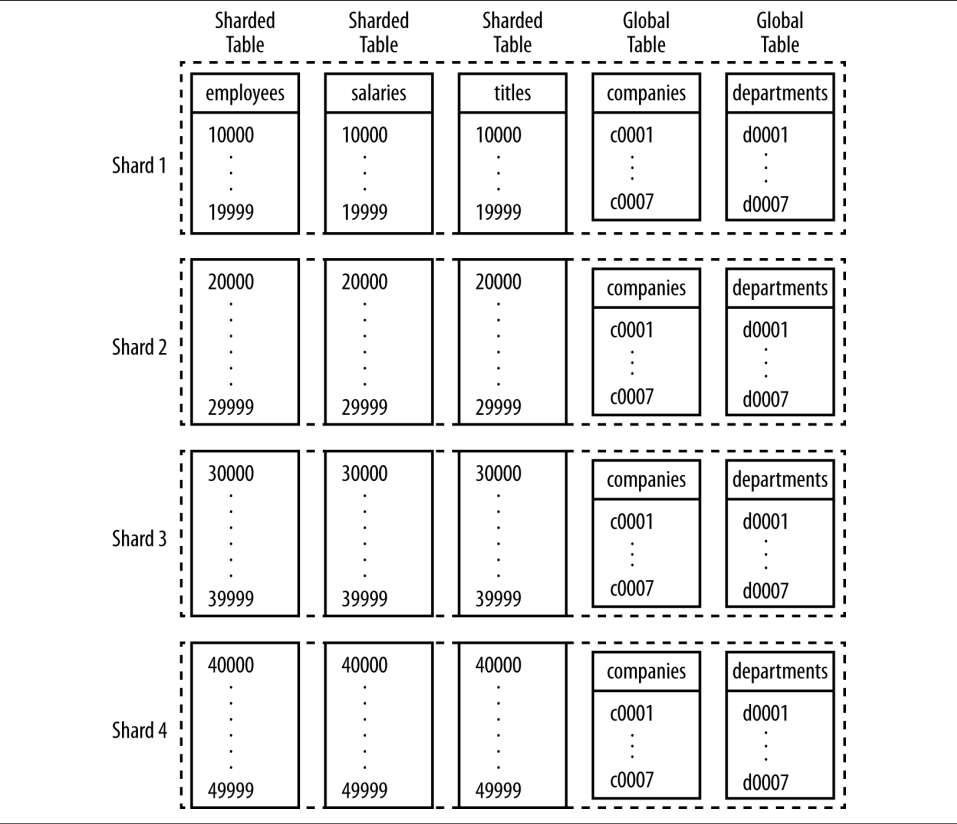 Sharded Sharded Sharded Global Global
Table Table Table Table Table
employees salaries titles companies departments
10000 10000 10000 c0001 d0001
Shard 1
19999 19999 19999 c0007 d0007
20000 20000 20000 companies departments
c0001 d0001
Shard 2
29999 29999 29999 c0007 d0007
30000 30000 30000 companies departments
c0001 d0001
Shard 3
39999 39999 39999 c0007 d0007
40000 40000 40000 companies departments
c0001 d0001
Shard 4
49999 49999 49999 c0007 d0007